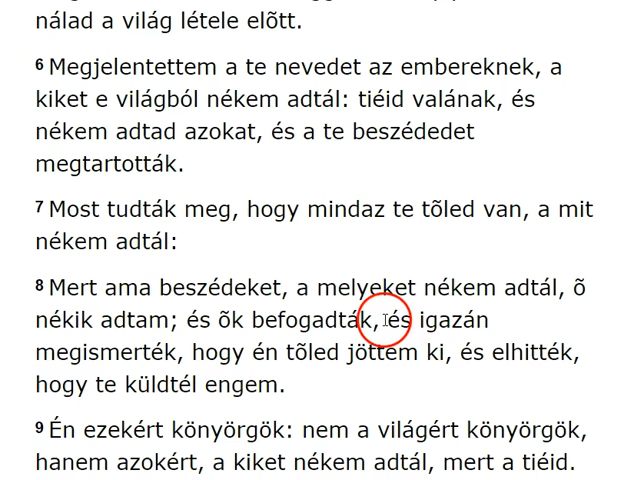 nálad a világ létele elõtt.
6 Megjelentettem a te nevedet az embereknek, a
kiket e világból nékem adtál: tiéid valának, és
nékem adtad azokat, és a te beszédedet
megtartották.
7 Most tudták meg, hogy mindaz te tõled van, a mit
nékem adtál:
8 Mert ama beszédeket, a melyeket nékem adtál, õ
nékik adtam; és õk befogadták, és igazán
megismerték, hogy én tõled jöttem ki, és elhitték,
hogy te küldtél engem.
9 Én ezekért könyörgök: nem a világért könyörgök,
hanem azokért, a kiket nékem adtál, mert a tiéid.